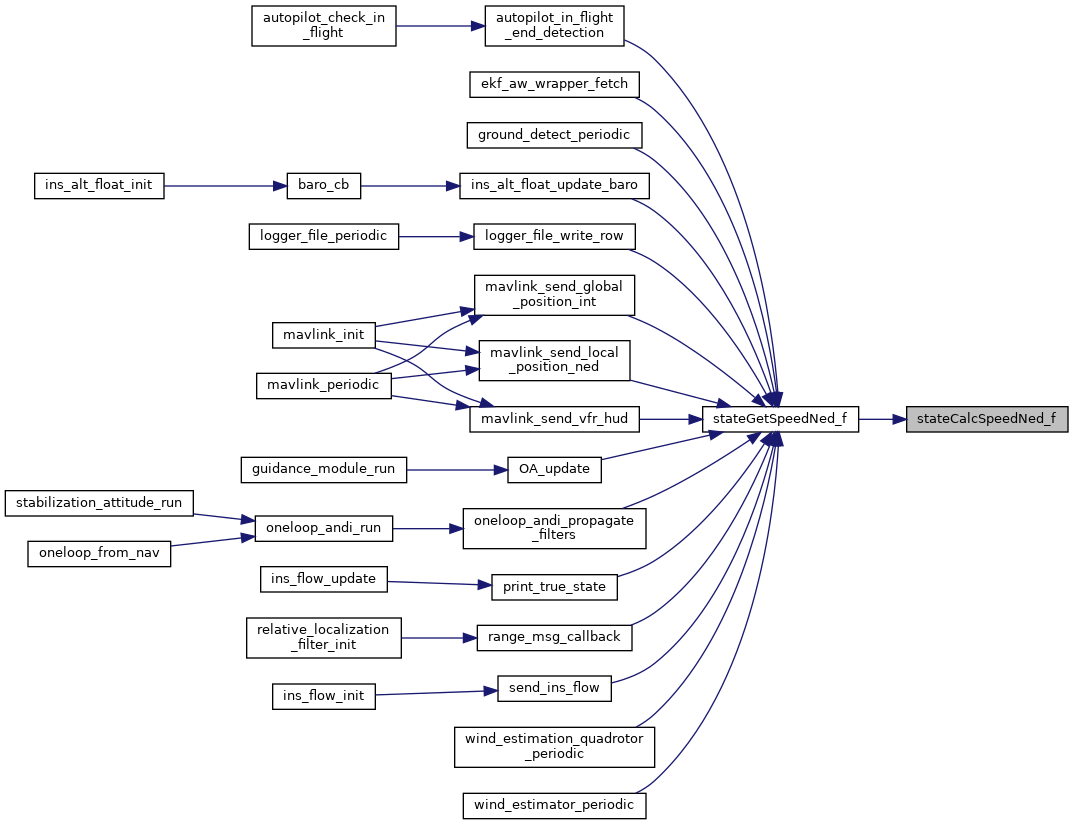 autopilot_check_in
_flight
autopilot_in_flight
_end_detection
ekf_aw_wrapper_fetch
ground_detect_periodic
ins_alt_float_init
baro_cb
ins_alt_float_update_baro
logger_file_periodic
logger_file_write_row
mavlink_send_global
_position_int
mavlink_init
mavlink_send_local
_position_ned
mavlink_periodic
mavlink_send_vfr_hud
stateGetSpeedNed_f
stateCalcSpeedNed_f
guidance_module_run
OA_update
stabilization_attitude_run
oneloop_from_nav
oneloop_andi_run
oneloop_andi_propagate
_filters
ins_flow_update
print_true_state
relative_localization
_filter_init
range_msg_callback
ins_flow_init
send_ins_flow
wind_estimation_quadrotor
_periodic
wind_estimator_periodic